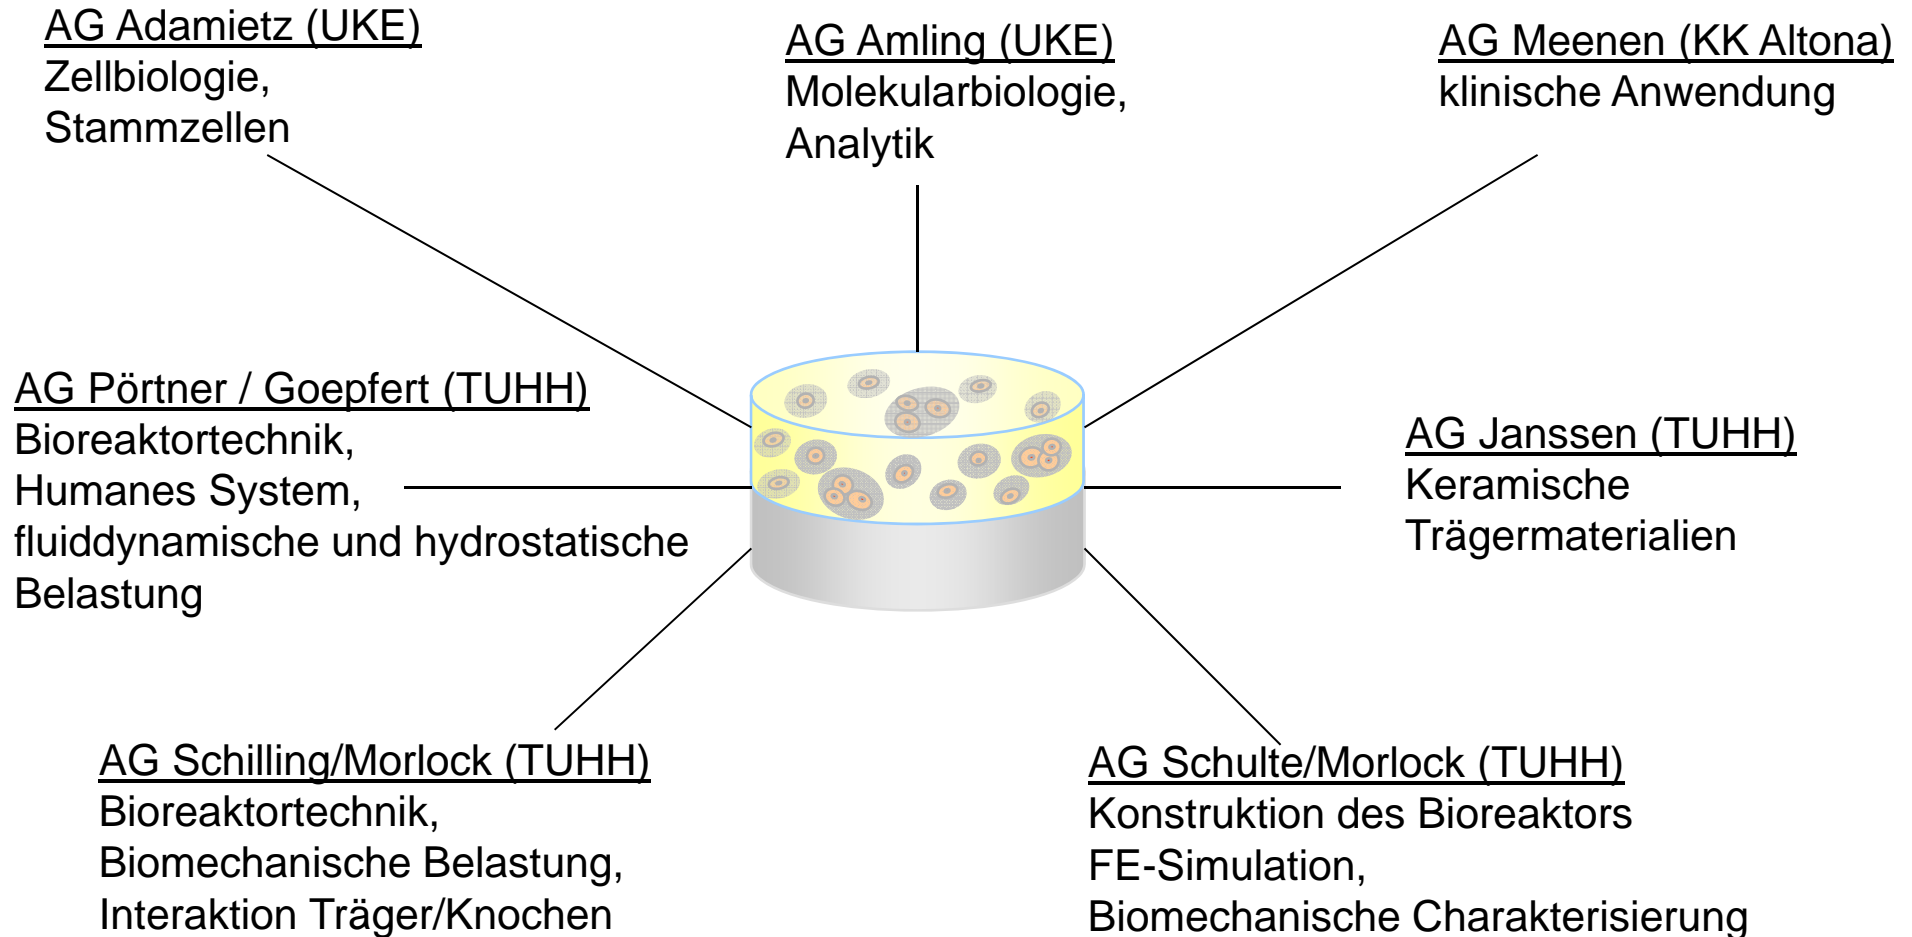 AG Adamietz (UKE)
Zellbiologie,
Stammzellen
AG Amling (UKE)
Molekularbiologie,
Analytik
AG Meenen (KK Altona)
klinische Anwendung
AG Pörtner / Goepfert (TUHH)
Bioreaktortechnik,
Humanes System,
fluiddynamische und hydrostatische
Belastung
AG Janssen (TUHH)
Keramische
Trägermaterialien
AG Schilling/Morlock (TUHH)
Bioreaktortechnik,
Biomechanische Belastung,
Interaktion Träger/Knochen
AG Schulte/Morlock (TUHH)
Konstruktion des Bioreaktors
FE-Simulation,
Biomechanische Charakterisierung